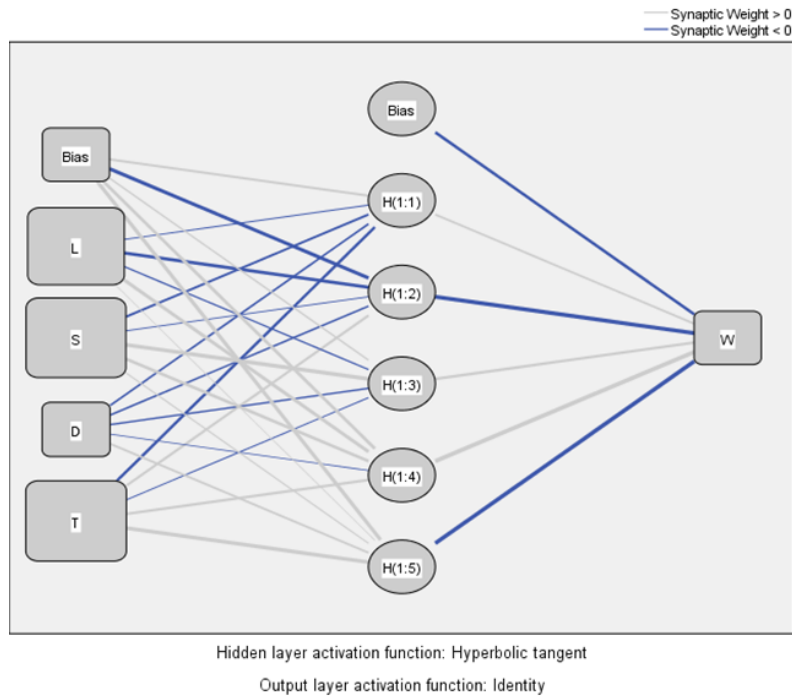 Synaptic Weight > 0
Synaptic Weight < 0
Bias
L
S
D
T
Bias
H(1:1)
H(1:2)
H(1:3)
H(1:4)
H(1:5)
W
Hidden layer activation function: Hyperbolic tangent
Output layer activation function: Identity